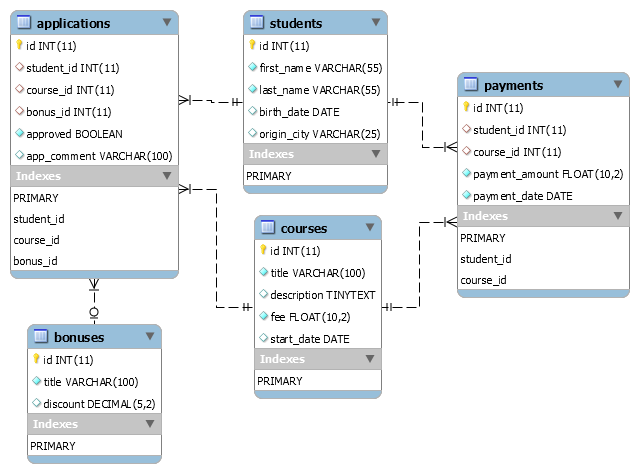 applications
id INT(11)
student_id INT(11)
course_id INT(11)
bonus_id INT(11)
approved BOOLEAN
app_comment VARCHAR(100)
Indexes
PRIMARY
student_id
course_id
bonus_id
students
id INT(11)
first_name VARCHAR(55)
last_name VARCHAR(55)
birth_date DATE
origin_city VARCHAR(25)
Indexes
PRIMARY
payments
id INT(11)
student_id INT(11)
course_id INT(11)
payment_amount FLOAT(10,2)
payment_date DATE
Indexes
PRIMARY
student_id
course_id
courses
id INT(11)
title VARCHAR(100)
description TINYTEXT
fee FLOAT(10,2)
start_date DATE
Indexes
PRIMARY
bonuses
id INT(11)
title VARCHAR(100)
discount DECIMAL(5,2)
Indexes
PRIMARY